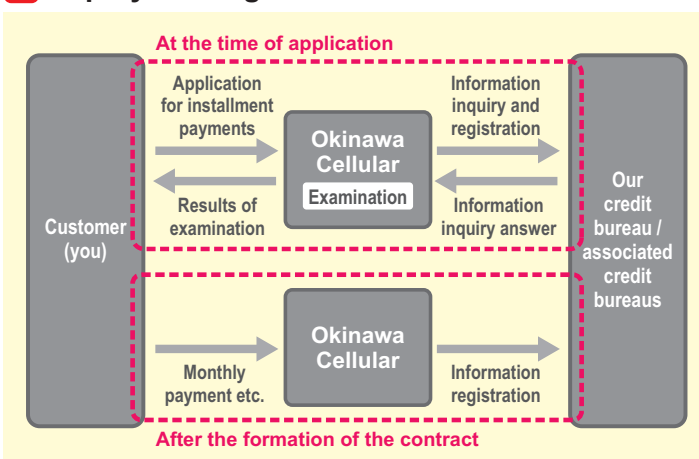 At the time of application
Application
for installment
payments
Information
inquiry and
registration
Okinawa
Cellular
Examination
Results of
examination
Information
inquiry answer
Customer
(you)
Our
credit
bureau /
associated
credit
bureaus
Okinawa
Cellular
Monthly
payment etc.
Information
registration
After the formation of the contract